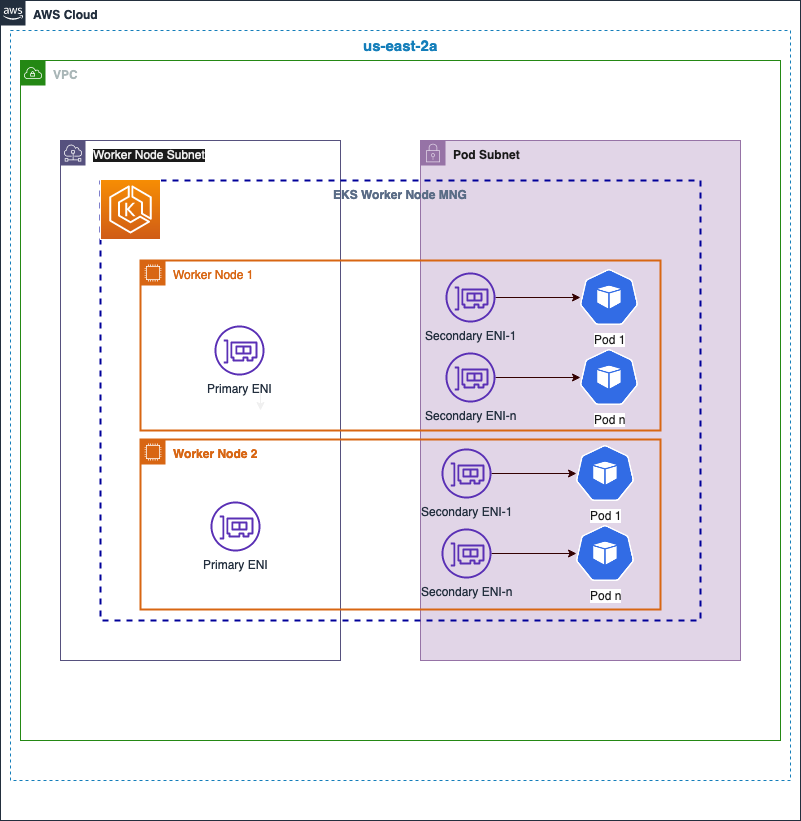 aws
AWS Cloud
us-east-2a
VPC
Worker Node Subnet
Pod Subnet
EKS Worker Node MNG
K
Worker Node 1
Primary ENI
Secondary ENI-1
Pod 1
Secondary ENI-n
Pod n
Worker Node 2
Primary ENI
Secondary ENI-1
Pod 1
Secondary ENI-n
Pod n